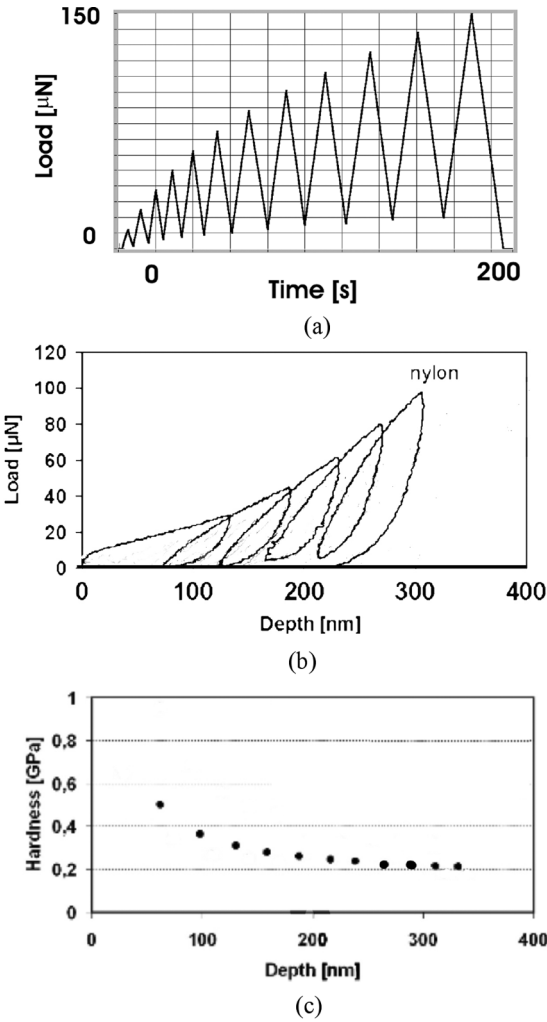 150
Load [µN]
0
0
200
Time [s]
(a)
120
nylon
100
80
Load [µN]
60
40
20
0
0 100 200 300 400
Depth [nm]
(b)
1
0.8
0,6
Hardness [GPa]
0.4
0.2
0
0 100 200 300 400
Depth [nm]
(c)